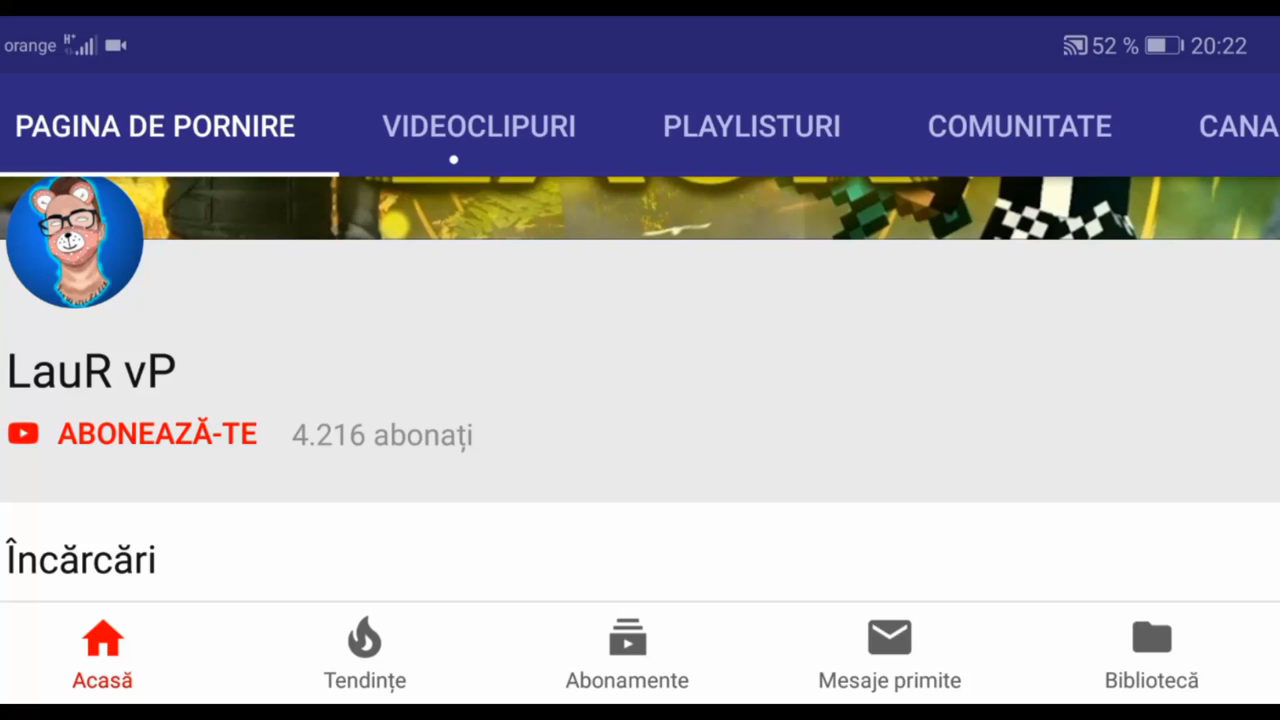 orange H+ 52 % 20:22
PAGINA DE PORNIRE VIDEOCLIPURI PLAYLISTURI COMUNITATE CANA
LauR vP
ABONEAZĂ-TE 4.216 abonați
Încărcări
Acasă Tendințe Abonamente Mesaje primite Bibliotecă